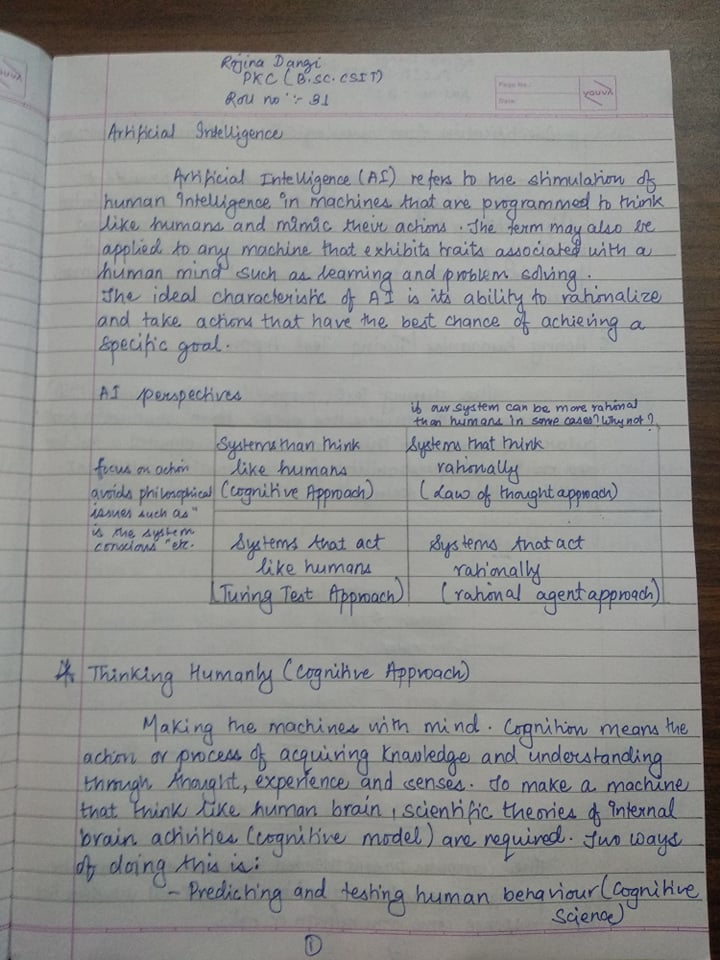 Rojina Dangi
PKC (B.SC.CSIT)
Roll no :- 31
Page No.:
Date:
youva
Artificial Intelligence
Artificial Intelligence (AI) refers to the stimulation of
human intelligence in machines that are programmed to think
like humans and mimic their actions. The term may also be
applied to any machine that exhibits traits associated with a
human mind such as learning and problem solving.
The ideal characteristic of AI is its ability to rationalize
and take actions that have the best chance of achieving a
specific goal.
AI perspectives
is our system can be more rational
than humans in some cases? Why not?
focus on action
avoids philosophical
issues such as "
is the system
conscious" etc.
Systems than think
like humans
(Cognitive Approach)
Systems that think
rationally
(Law of thought approach)
Systems that act
like humans
(Turing Test Approach)
Systems that act
rationally
(rational agent approach)
* Thinking Humanly (Cognitive Approach)
Making the machines with mind. Cognition means the
action or process of acquiring knowledge and understanding
through thought, experience and senses. To make a machine
that think like human brain, scientific theories of internal
brain activities (cognitive model) are required. Two ways
of doing this is:
- Predicting and testing human behaviour (Cognitive
Science)
1